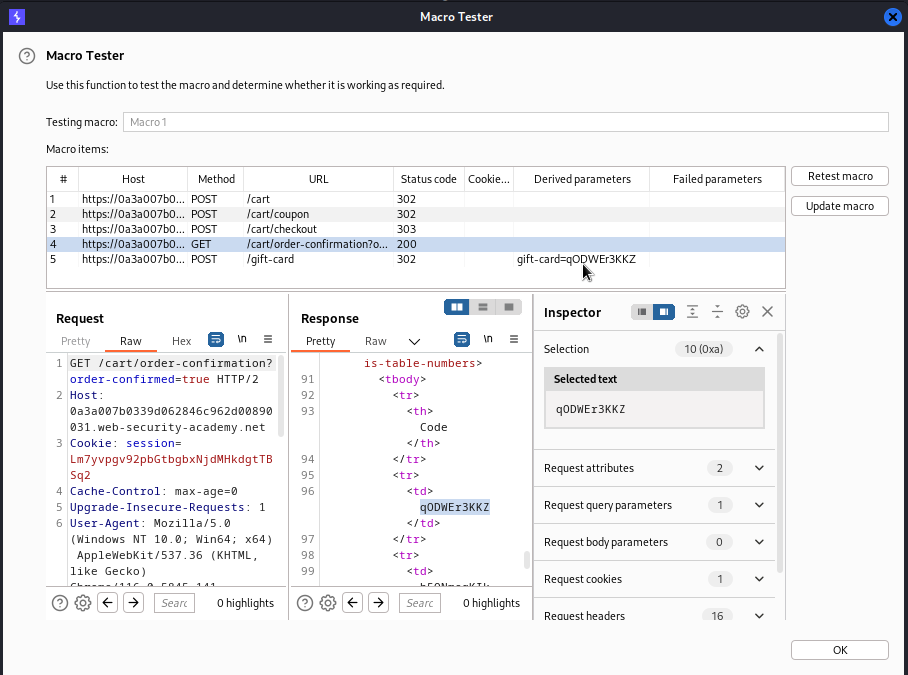 Macro Tester
Macro Tester
Use this function to test the macro and determine whether it is working as required.
Testing macro: Macro 1
Macro items:
# Host Method URL Status code Cookie... Derived parameters Failed parameters
1 https://0a3a007b0... POST /cart 302
2 https://0a3a007b0... POST /cart/coupon 302
3 https://0a3a007b0... POST /cart/checkout 303
4 https://0a3a007b0... GET /cart/order-confirmation?o... 200
5 https://0a3a007b0... POST /gift-card 302 gift-card=qODWEr3KKZ
Retest macro
Update macro
Request
Pretty Raw Hex \n
1 GET /cart/order-confirmation?
order-confirmed=true HTTP/2
2 Host:
0a3a007b0339d062846c962d00890
031.web-security-academy.net
3 Cookie: session=
Lm7yvpgv92pbGtbgbxNjdMHkdgtTB
Sq2
4 Cache-Control: max-age=0
5 Upgrade-Insecure-Requests: 1
6 User-Agent: Mozilla/5.0
(Windows NT 10.0; Win64; x64)
AppleWebKit/537.36 (KHTML,
like Gecko)
Searc 0 highlights
Response
Pretty Raw \n
is-table-numbers>
91 <tbody>
92 <tr>
93 <th>
Code
</th>
94 </tr>
95 <tr>
96 <td>
qODWEr3KKZ
</td>
97 </tr>
98 <tr>
99 <td>
Searc 0 highlights
Inspector
Selection 10 (0xa)
Selected text
qODWEr3KKZ
Request attributes 2
Request query parameters 1
Request body parameters 0
Request cookies 1
Request headers 16
OK